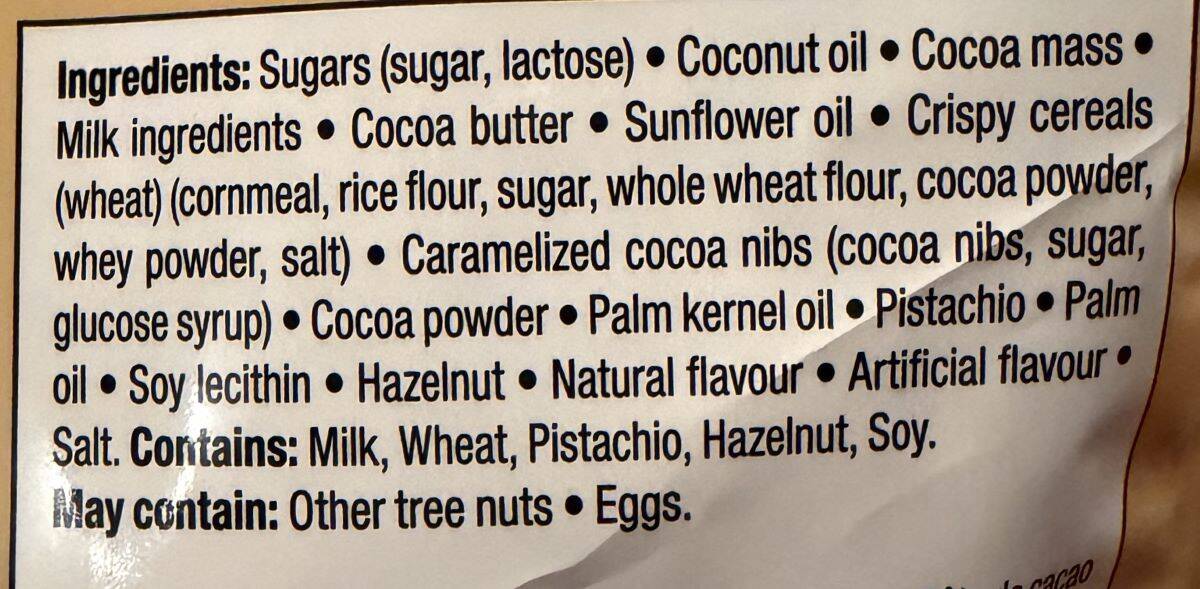 Ingredients: Sugars (sugar, lactose) • Coconut oil • Cocoa mass •
Milk ingredients • Cocoa butter • Sunflower oil • Crispy cereals
(wheat) (cornmeal, rice flour, sugar, whole wheat flour, cocoa powder,
whey powder, salt) • Caramelized cocoa nibs (cocoa nibs, sugar,
glucose syrup) • Cocoa powder • Palm kernel oil • Pistachio • Palm
oil • Soy lecithin • Hazelnut • Natural flavour • Artificial flavour •
Salt. Contains: Milk, Wheat, Pistachio, Hazelnut, Soy.
May contain: Other tree nuts • Eggs.
cacao